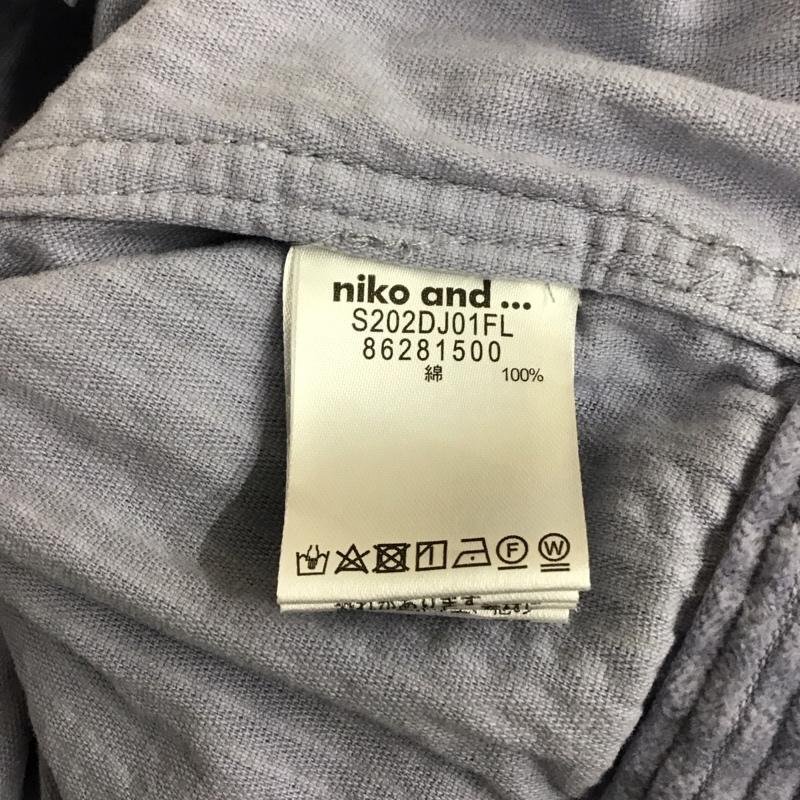 niko and ...
S202DJ01FL
86281500
綿 100%
F W